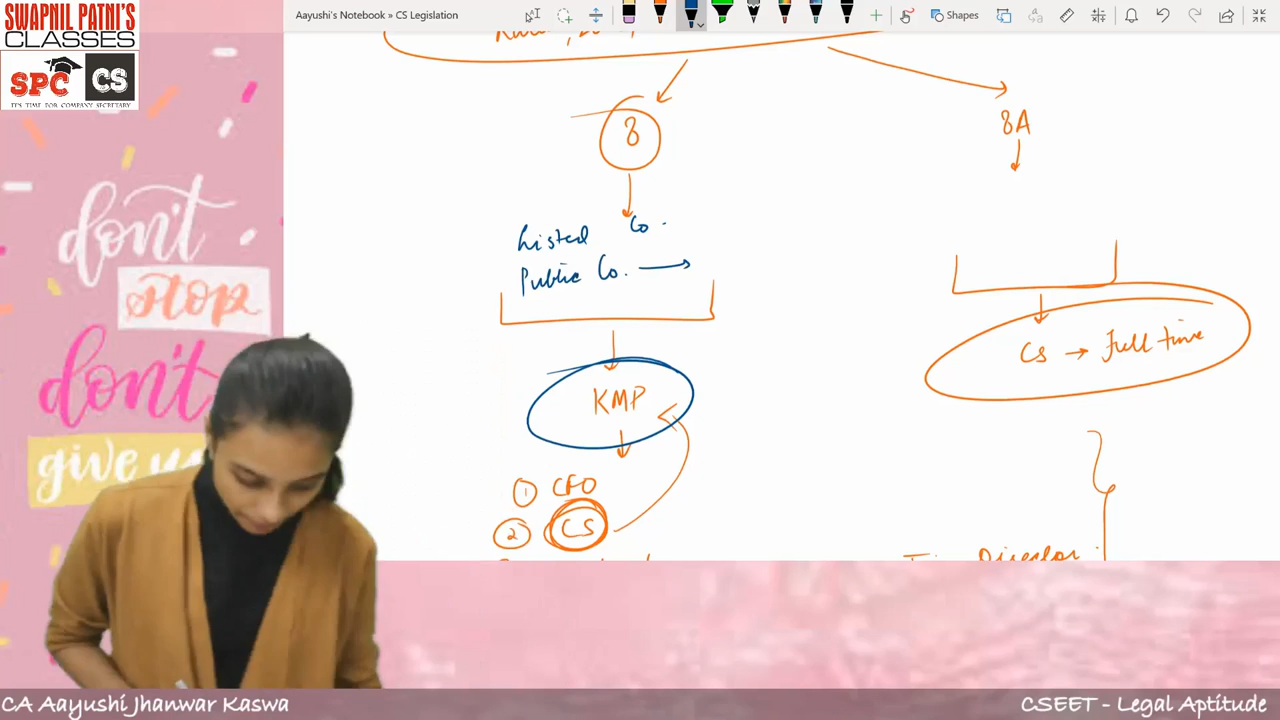 SWAPNIL PATNI'S
CLASSES
SPC CS
IT'S TIME FOR COMPANY SECRETARY
Aayushi's Notebook » CS Legislation
Shapes
8
8A
Listed Co.
Public Co.
KMP
① CFO
② CS
CS → Full time
Director
don't
stop
don't
give
CA Aayushi Jhanwar Kaswa
CSEET - Legal Aptitude